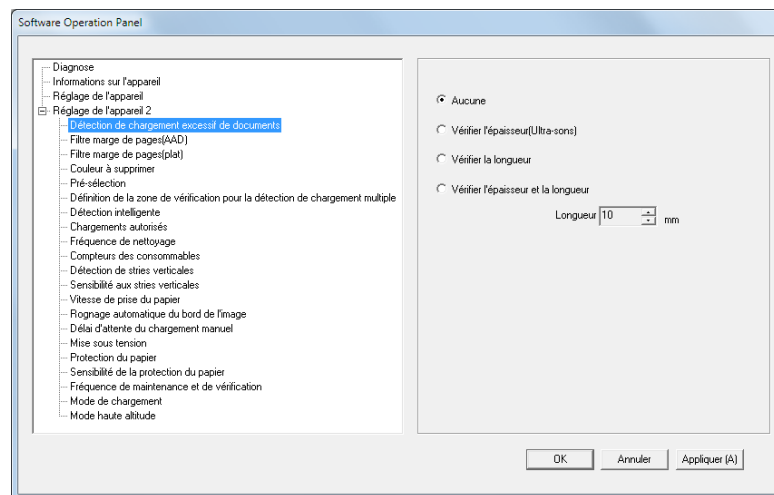 Software Operation Panel
Diagnose
Informations sur l'appareil
Réglage de l'appareil
Réglage de l'appareil 2
Détection de chargement excessif de documents
Filtre marge de pages(AAD)
Filtre marge de pages(plat)
Couleur à supprimer
Pré-sélection
Définition de la zone de vérification pour la détection de chargement multiple
Détection intelligente
Chargements autorisés
Fréquence de nettoyage
Compteurs des consommables
Détection de stries verticales
Sensibilité aux stries verticales
Vitesse de prise du papier
Rognage automatique du bord de l'image
Délai d'attente du chargement manuel
Mise sous tension
Protection du papier
Sensibilité de la protection du papier
Fréquence de maintenance et de vérification
Mode de chargement
Mode haute altitude
Aucune
Vérifier l'épaisseur(Ultra-sons)
Vérifier la longueur
Vérifier l'épaisseur et la longueur
Longueur 10 mm
OK Annuler Appliquer (A)